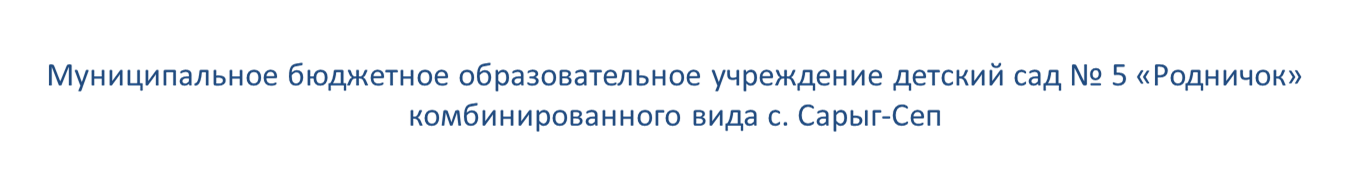 Муниципальное бюджетное образовательное учреждение детский сад № 5 «Родничок»
комбинированного вида с. Сарыг-Сеп